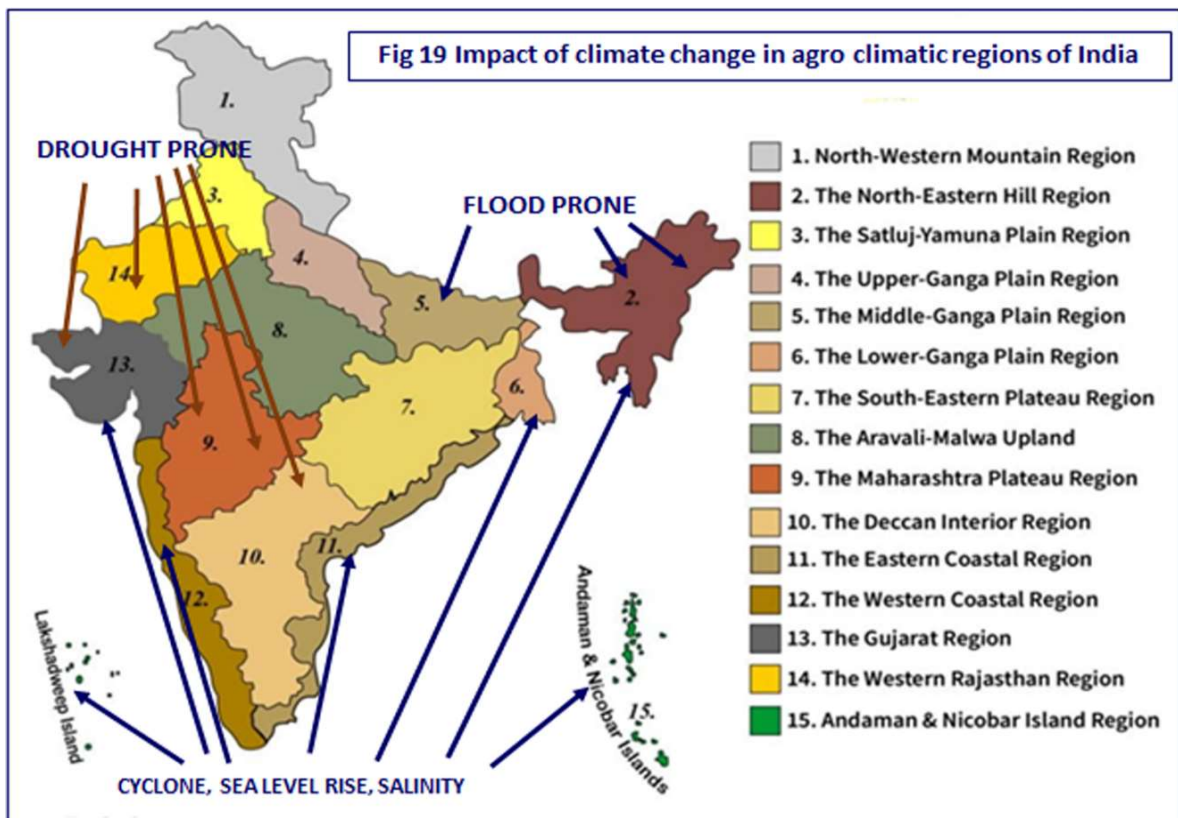 Fig 19 Impact of climate change in agro climatic regions of India
1.
DROUGHT PRONE
3.
FLOOD PRONE
14.
4.
2.
5.
8.
13.
6.
7.
9.
10.
11.
12.
15.
Lakshadweep Island
Andaman & Nicobar Islands
CYCLONE, SEA LEVEL RISE, SALINITY
1. North-Western Mountain Region
2. The North-Eastern Hill Region
3. The Satluj-Yamuna Plain Region
4. The Upper-Ganga Plain Region
5. The Middle-Ganga Plain Region
6. The Lower-Ganga Plain Region
7. The South-Eastern Plateau Region
8. The Aravali-Malwa Upland
9. The Maharashtra Plateau Region
10. The Deccan Interior Region
11. The Eastern Coastal Region
12. The Western Coastal Region
13. The Gujarat Region
14. The Western Rajasthan Region
15. Andaman & Nicobar Island Region